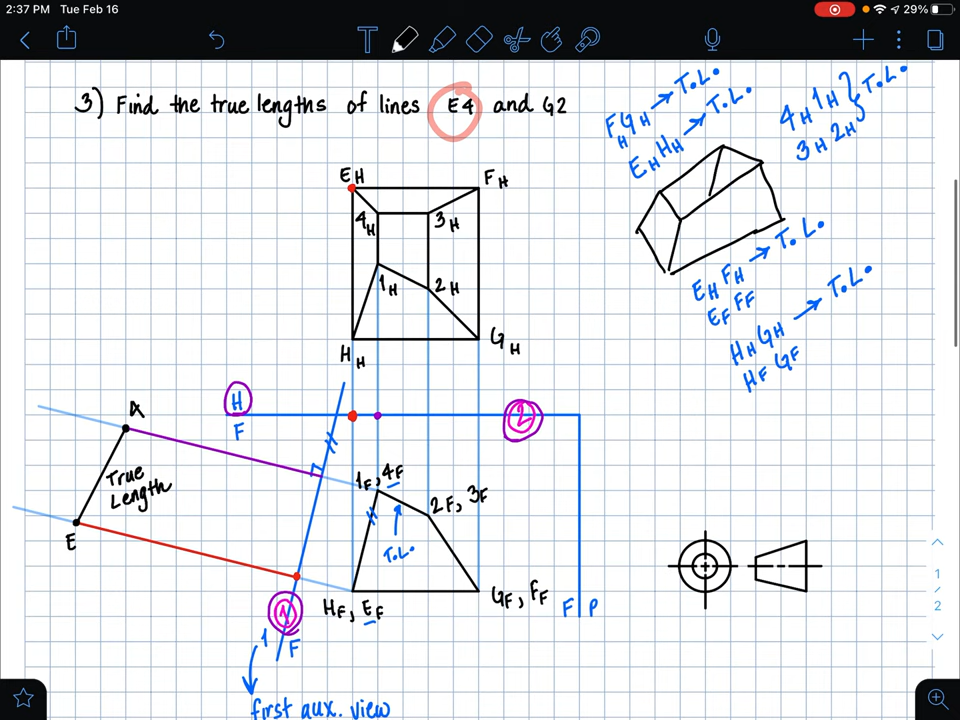 2:37 PM Tue Feb 16
29%
T
3) Find the true lengths of lines E4 and G2
FHGH → T.L.
EHHH → T.L.
4H1H } T.L.
3H2H
EH
FH
4H
3H
1H
2H
HH
GH
EHFH → T.L.
EFFF
HHGH → T.L.
HFGF
H
F
2
A
True
Length
E
1F, 4F
2F, 3F
T.L.
HF, EF
GF, FF
F P
1
1
F
first aux. view
1
/
2